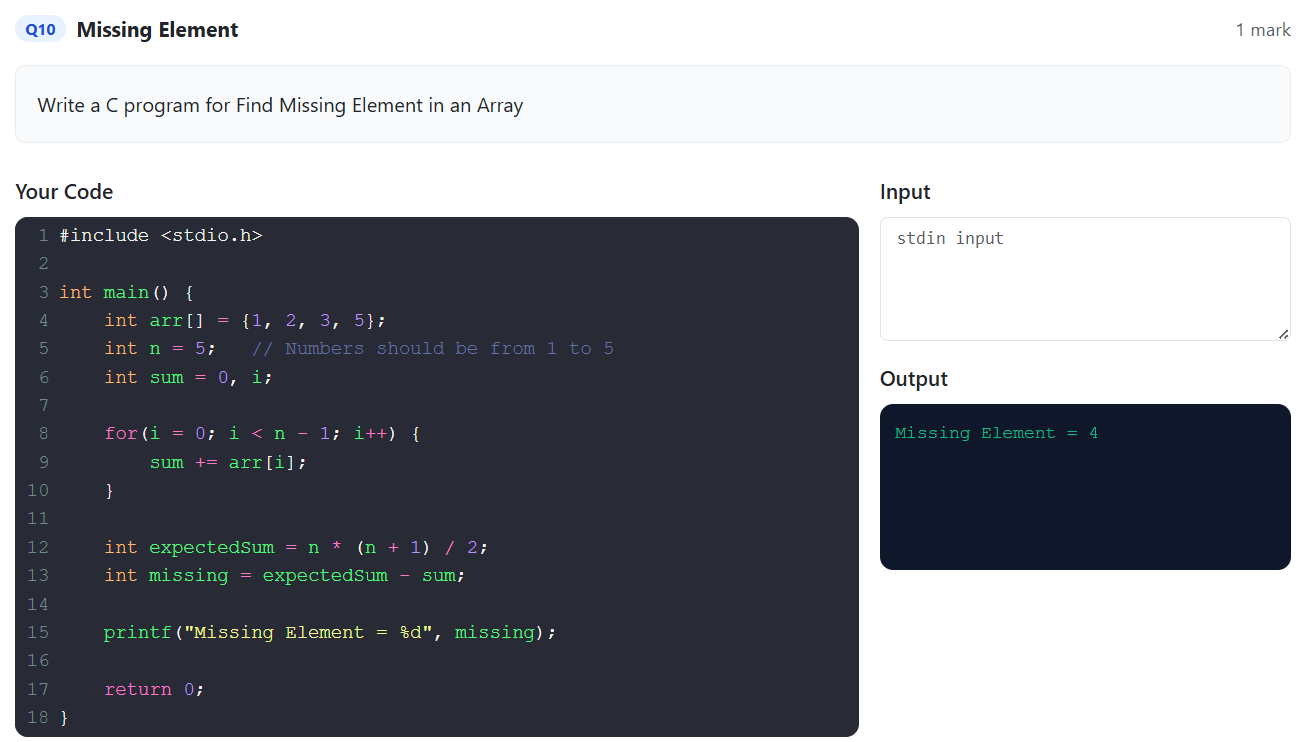 Q10 Missing Element 1 mark
Write a C program for Find Missing Element in an Array
Your Code
1 #include <stdio.h>
2
3 int main() {
4     int arr[] = {1, 2, 3, 5};
5     int n = 5;   // Numbers should be from 1 to 5
6     int sum = 0, i;
7
8     for(i = 0; i < n - 1; i++) {
9         sum += arr[i];
10     }
11
12     int expectedSum = n * (n + 1) / 2;
13     int missing = expectedSum - sum;
14
15     printf("Missing Element = %d", missing);
16
17     return 0;
18 }
Input
stdin input
Output
Missing Element = 4